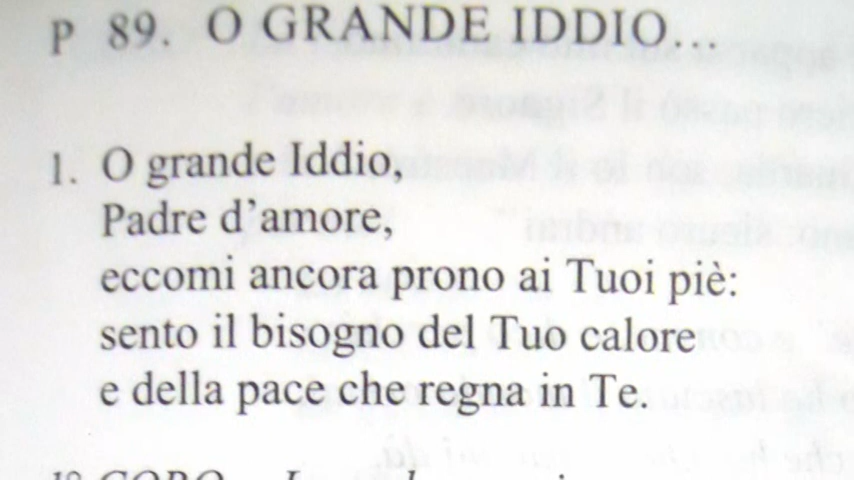 P 89. O GRANDE IDDIO...
1. O grande Iddio,
Padre d'amore,
eccomi ancora prono ai Tuoi piè:
sento il bisogno del Tuo calore
e della pace che regna in Te.